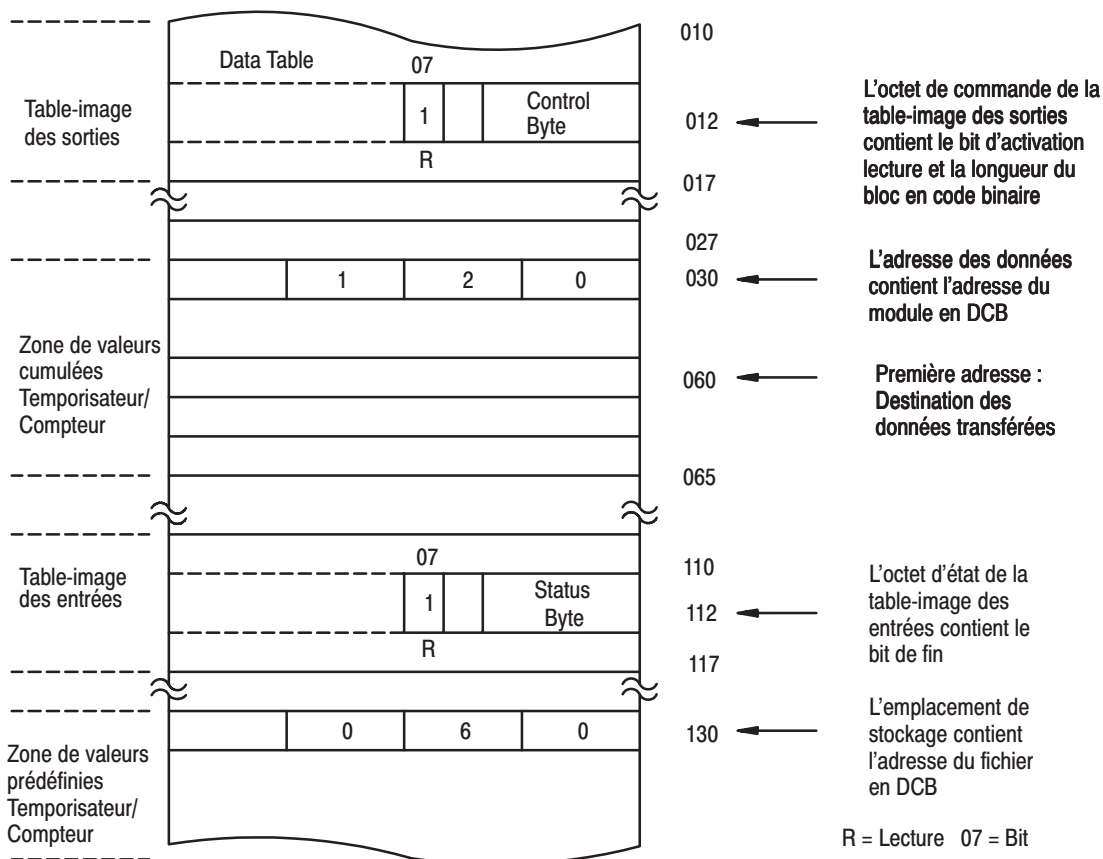 010
Data Table
07
Table-image
des sorties
1
Control
Byte
012
L'octet de commande de la
table-image des sorties
contient le bit d'activation
lecture et la longueur du
bloc en code binaire
R
017
027
1
2
0
030
L'adresse des données
contient l'adresse du
module en DCB
Zone de valeurs
cumulées
Temporisateur/
Compteur
060
Première adresse :
Destination des
données transférées
065
07
110
Table-image
des entrées
1
Status
Byte
112
L'octet d'état de la
table-image des
entrées contient le
bit de fin
R
117
0
6
0
130
L'emplacement de
stockage contient
l'adresse du fichier
en DCB
Zone de valeurs
prédéfinies
Temporisateur/
Compteur
R = Lecture 07 = Bit